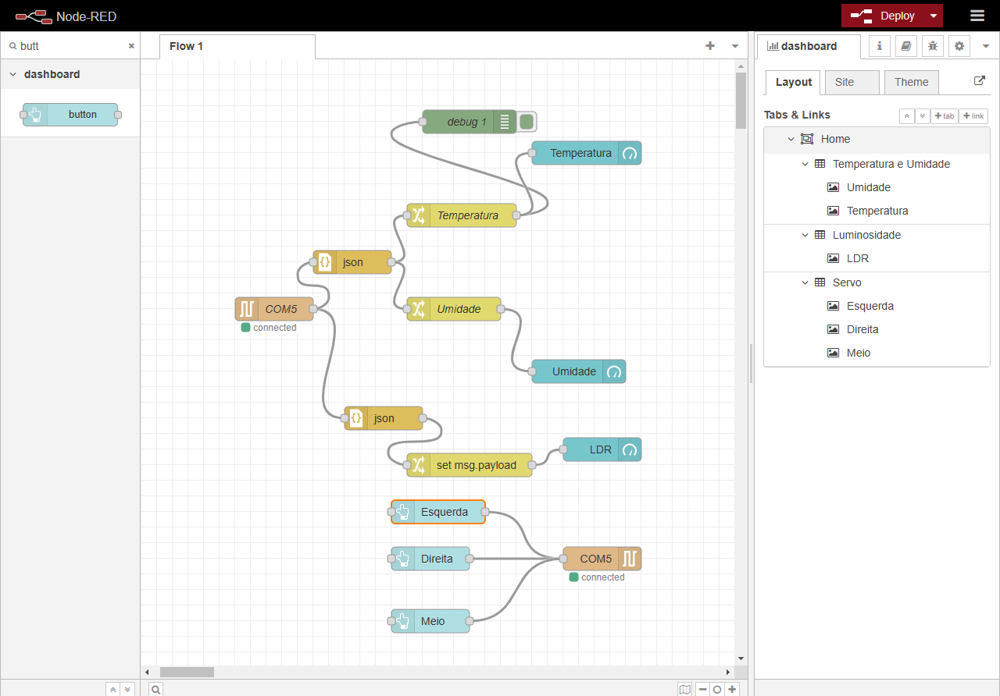 Node-RED
Deploy
butt
Flow 1
dashboard
i
dashboard
button
Layout
Site
Theme
Tabs & Links
tab
link
Home
Temperatura e Umidade
Umidade
Temperatura
Luminosidade
LDR
Servo
Esquerda
Direita
Meio
debug 1
Temperatura
Temperatura
json
COM5
connected
Umidade
Umidade
json
LDR
set msg.payload
Esquerda
Direita
COM5
connected
Meio